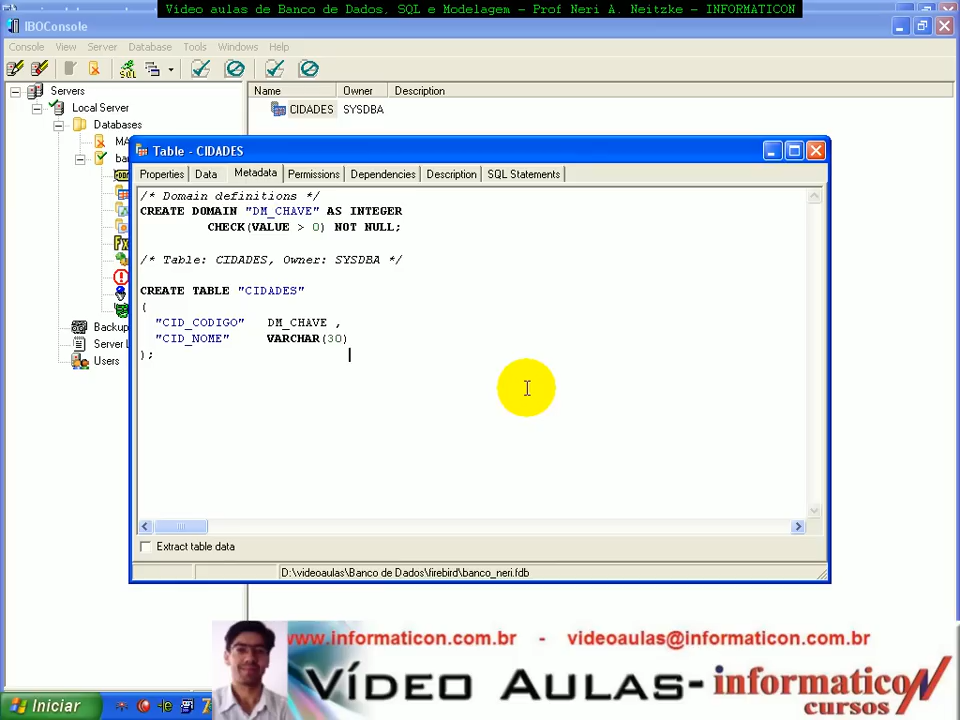 Vídeo aulas de Banco de Dados, SQL e Modelagem - Prof Neri A. Neitzke - INFORMATICON
IBOConsole
Console View Server Database Tools Windows Help
SQL
Servers
Local Server
Databases
Backup
Server L
Users
Name Owner Description
CIDADES SYSDBA
Table - CIDADES
Properties Data Metadata Permissions Dependencies Description SQL Statements
/* Domain definitions */
CREATE DOMAIN "DM_CHAVE" AS INTEGER
CHECK(VALUE > 0) NOT NULL;
/* Table: CIDADES, Owner: SYSDBA */
CREATE TABLE "CIDADES"
(
"CID_CODIGO" DM_CHAVE ,
"CID_NOME" VARCHAR(30)
);
Extract table data
D:\videoaulas\Banco de Dados\firebird\banco_neri.fdb
www.informaticon.com.br - videoaulas@informaticon.com.br
Vídeo Aulas- informaticon
cursos
Iniciar